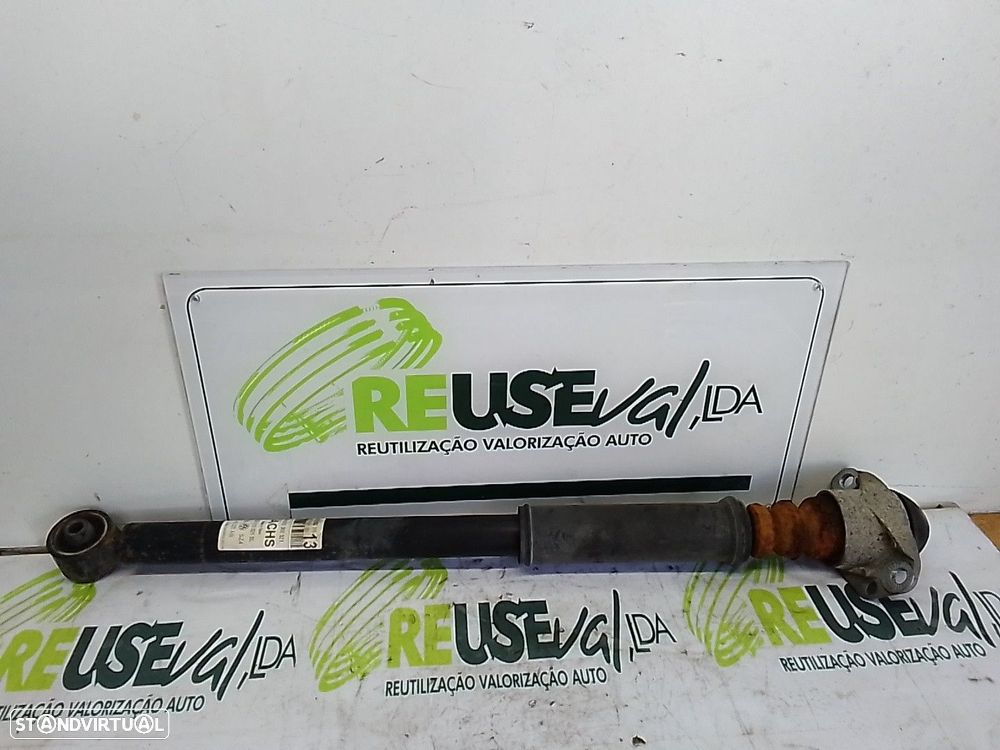 REUSEval,LDA
REUTILIZAÇÃO VALORIZAÇÃO AUTO
CHS
13
REUSEval,LDA
REUTILIZAÇÃO VALORIZAÇÃO AUTO
REUSEval,LDA
REUTILIZAÇÃO VALORIZAÇÃO AUTO
REUSEval,LDA
REUTILIZAÇÃO VALORIZAÇÃO AUTO
STANDVIRTUAL